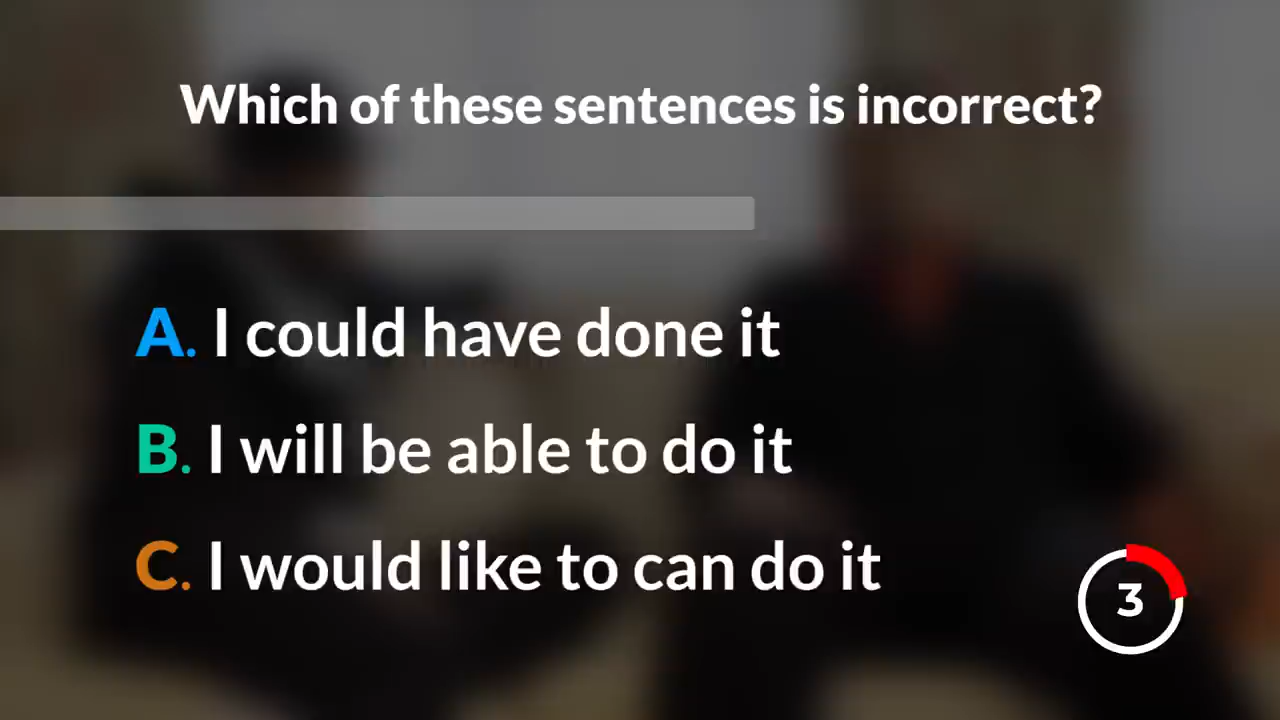 Which of these sentences is incorrect?
A. I could have done it
B. I will be able to do it
C. I would like to can do it
3